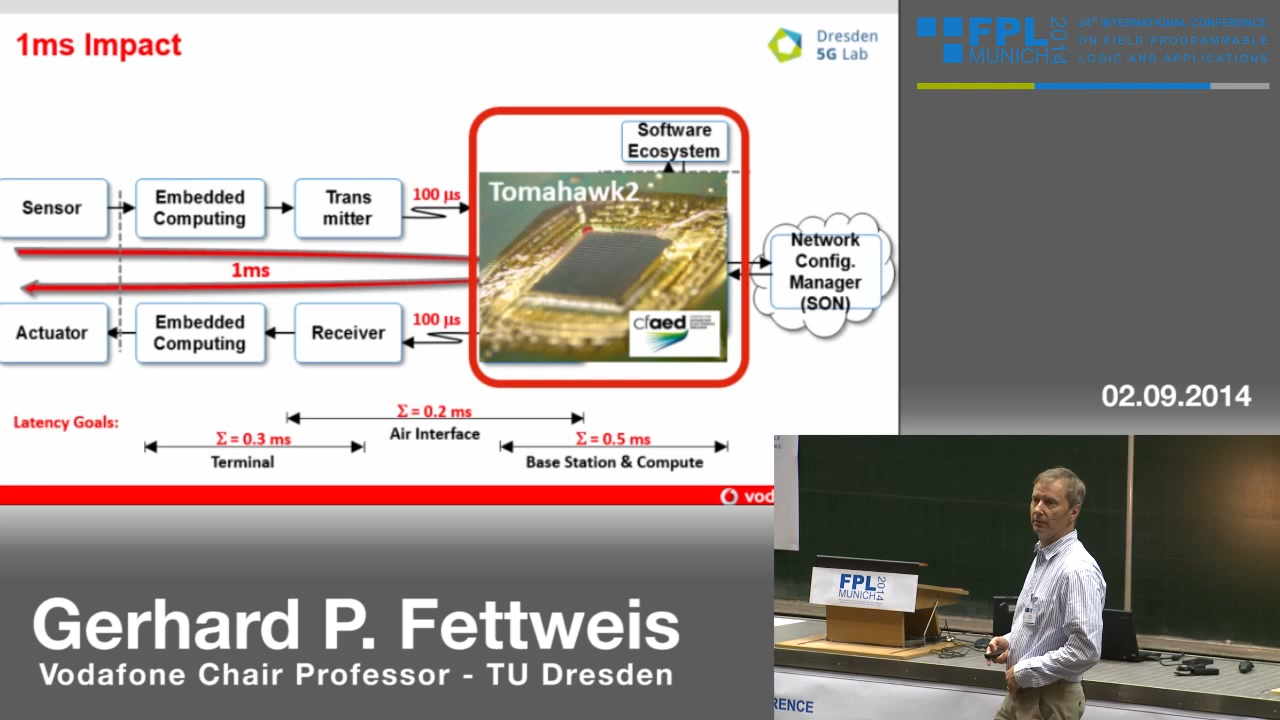 1ms Impact
Dresden
5G Lab
FPL
MUNICH
2014
24TH INTERNATIONAL CONFERENCE
ON FIELD PROGRAMMABLE
LOGIC AND APPLICATIONS
Software
Ecosystem
Tomahawk2
Sensor
Embedded
Computing
Trans
mitter
100 µs
Network
Config.
Manager
(SON)
1ms
Actuator
Embedded
Computing
Receiver
100 µs
cfaed
Latency Goals:
Σ = 0.2 ms
Air Interface
Σ = 0.3 ms
Terminal
Σ = 0.5 ms
Base Station & Compute
vod
02.09.2014
FPL
MUNICH
2014
RENCE
Gerhard P. Fettweis
Vodafone Chair Professor - TU Dresden